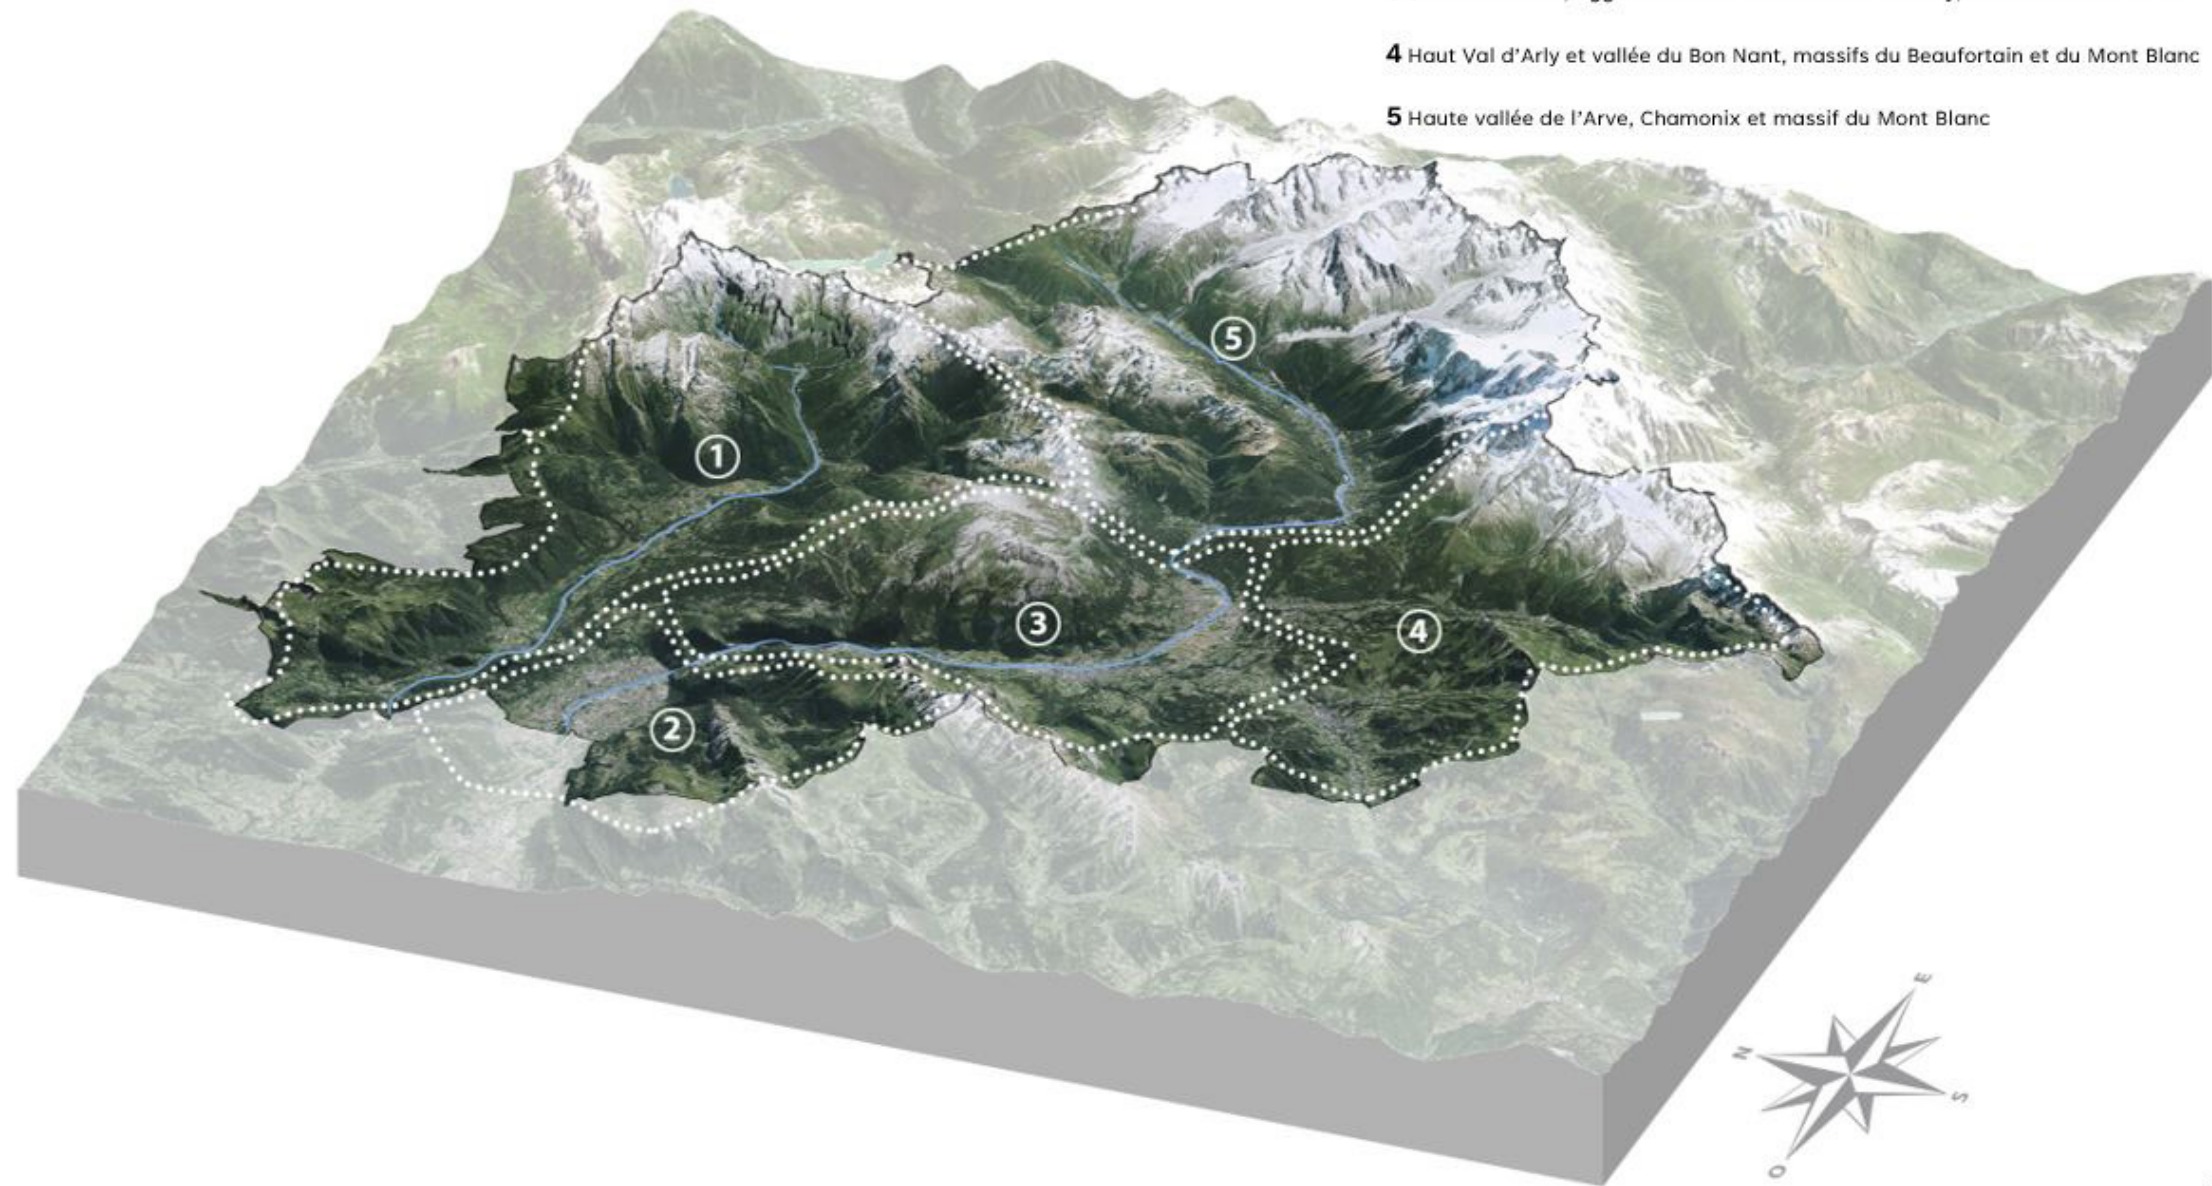 4 Haut Val d'Arly et vallée du Bon Nant, massifs du Beaufortain et du Mont Blanc
5 Haute vallée de l'Arve, Chamonix et massif du Mont Blanc
5
1
3
4
2
E
N
S
O